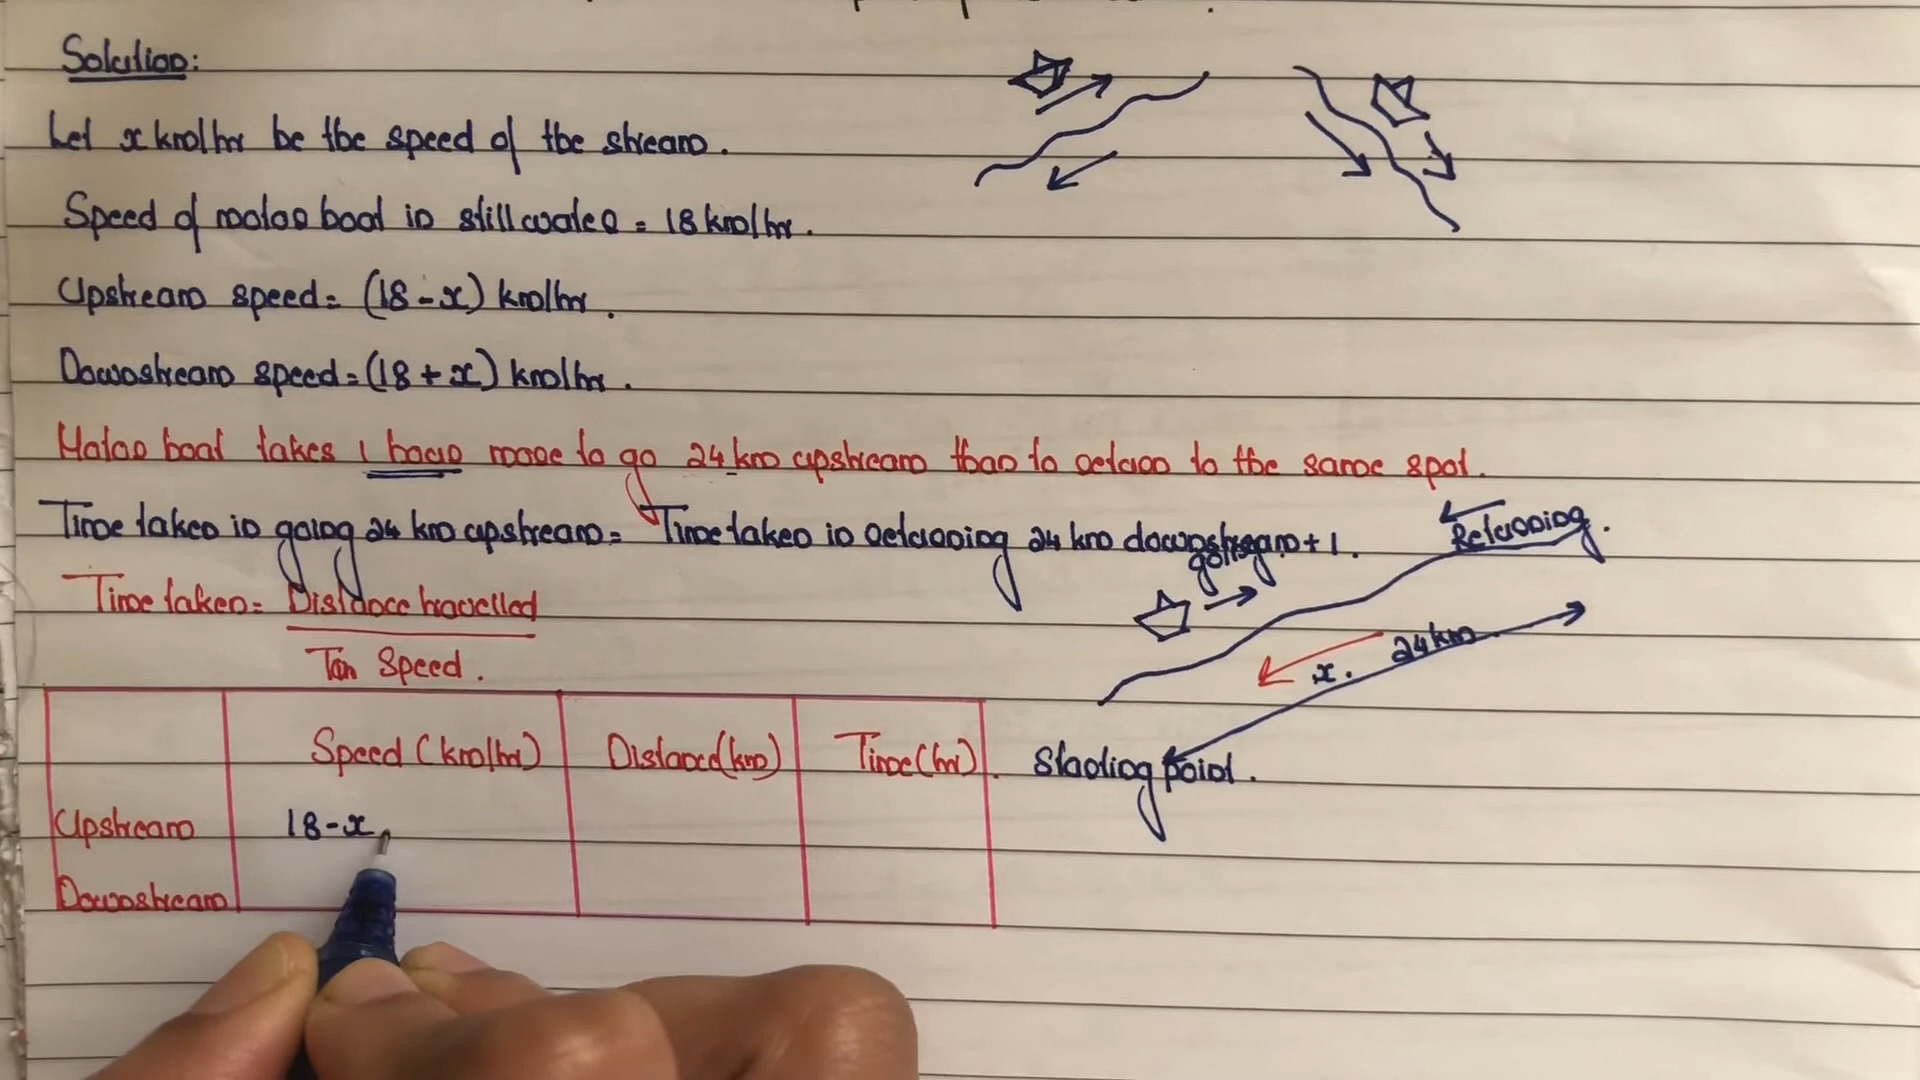 Solution:
Let x km/hr be the speed of the stream.
Speed of motor boat in still water = 18 km/hr.
Upstream speed = (18 - x) km/hr.
Downstream speed = (18 + x) km/hr.
Motor boat takes 1 hour more to go 24 km upstream than to return to the same spot.
Time taken in going 24 km upstream = Time taken in returning 24 km downstream + 1.
Returning.
going
Time taken = Distance travelled
Speed.
24 km
x.
Speed (km/hr) Distance (km) Time (hr).
Starting point.
Upstream 18 - x
Downstream